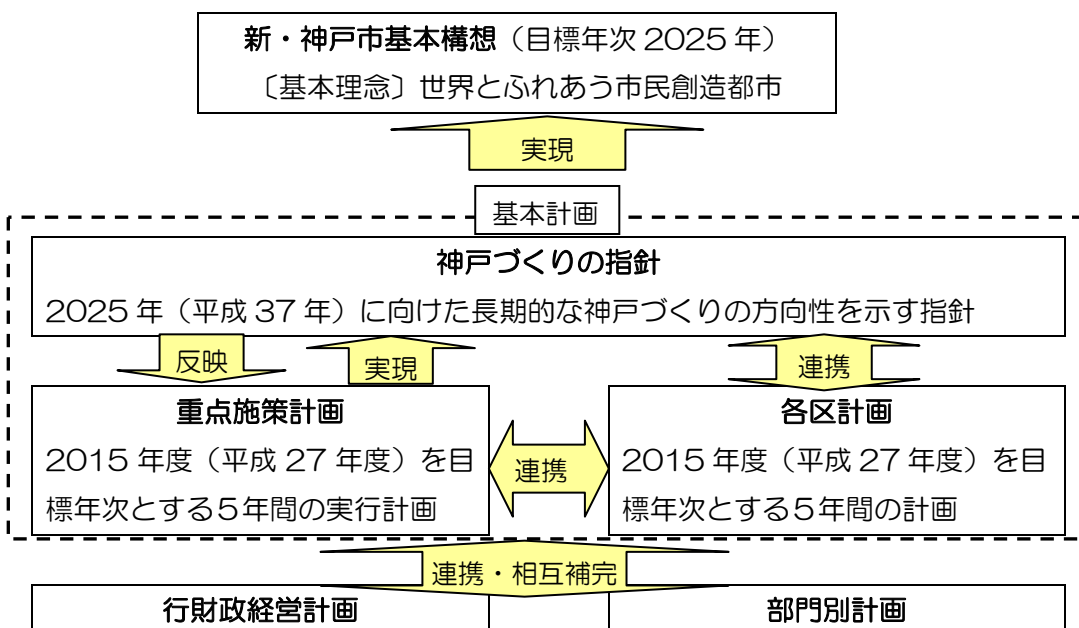 新・神戸市基本構想（目標年次 2025 年）
〔基本理念〕世界とふれあう市民創造都市
実現
基本計画
神戸づくりの指針
2025 年（平成 37 年）に向けた長期的な神戸づくりの方向性を示す指針
反映
実現
連携
重点施策計画
2015 年度（平成 27 年度）を目
標年次とする５年間の実行計画
連携
各区計画
2015 年度（平成 27 年度）を目
標年次とする５年間の計画
連携・相互補完
行財政経営計画
部門別計画